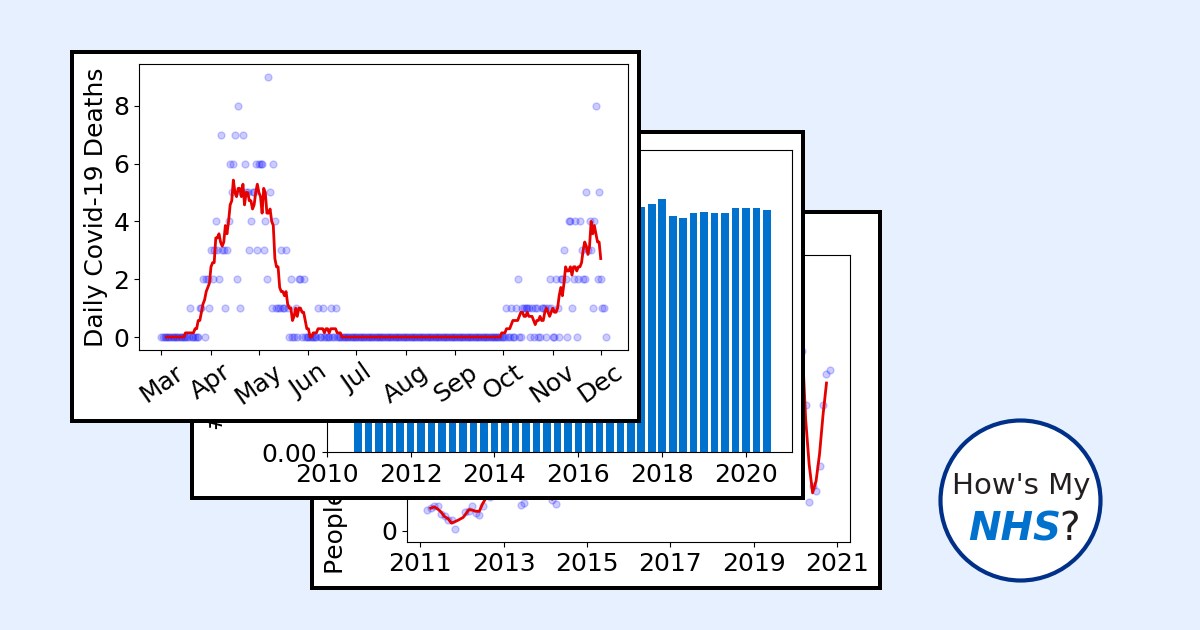 Daily Covid-19 Deaths
8
6
4
2
0
Mar Apr May Jun Jul Aug Sep Oct Nov Dec
#
0.00
2010 2012 2014 2016 2018 2020
People
0
2011 2013 2015 2017 2019 2021
How's My
NHS?